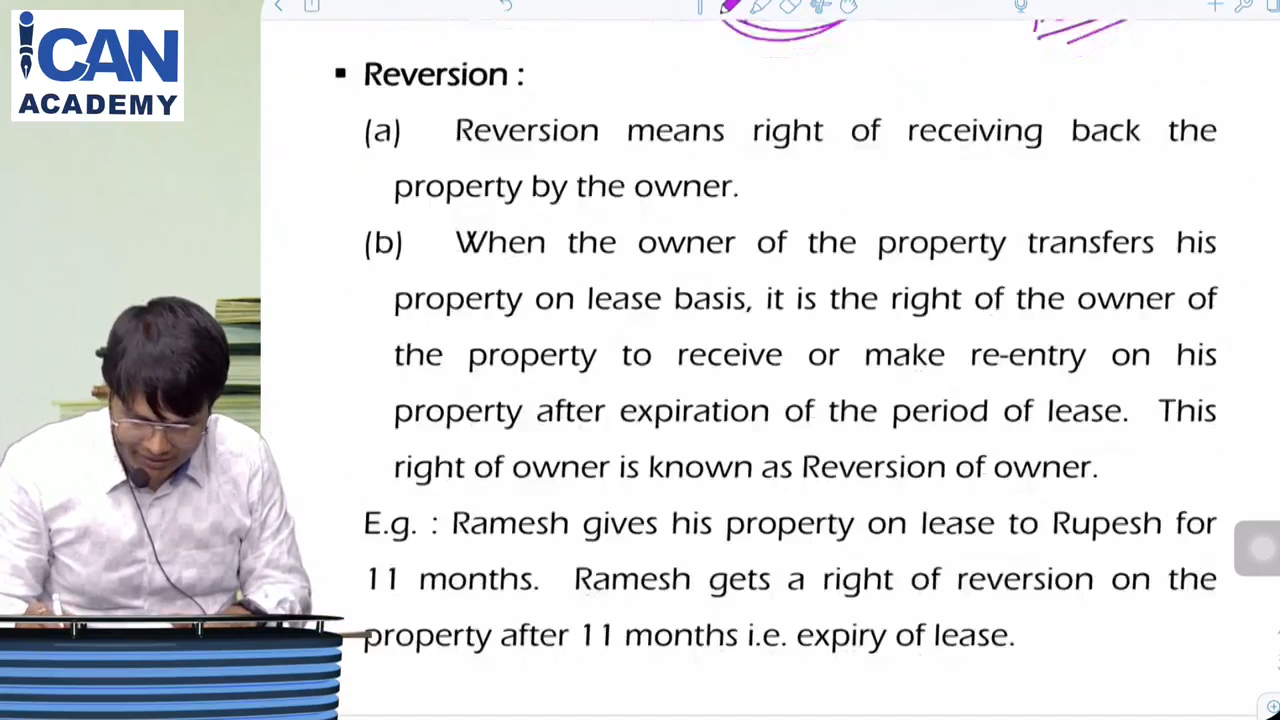 iCAN
ACADEMY
▪ Reversion :
(a) Reversion means right of receiving back the
property by the owner.
(b) When the owner of the property transfers his
property on lease basis, it is the right of the owner of
the property to receive or make re-entry on his
property after expiration of the period of lease. This
right of owner is known as Reversion of owner.
E.g. : Ramesh gives his property on lease to Rupesh for
11 months. Ramesh gets a right of reversion on the
property after 11 months i.e. expiry of lease.